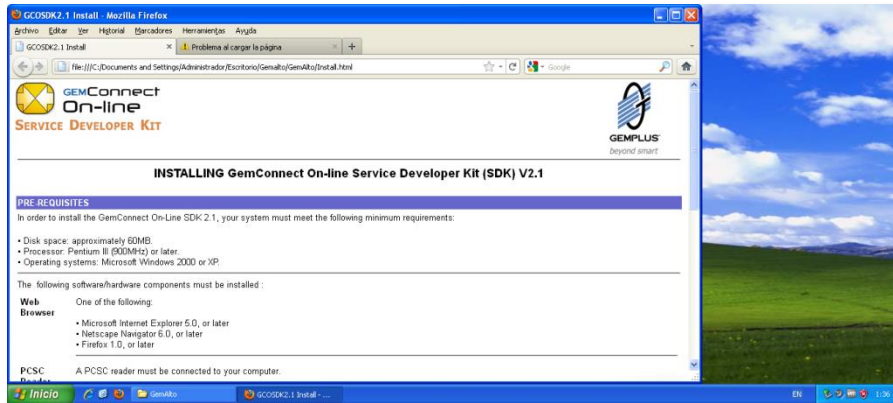 GCOSDK2.1 Install - Mozilla Firefox
Archivo Editar Ver Historial Marcadores Herramientas Ayuda
GCOSDK2.1 Install × Problema al cargar la página × +
file:///C:/Documents and Settings/Administrador/Escritorio/Gemalto/GemAlto/Install.html Google
GEMConnect
On-line
SERVICE DEVELOPER KIT
GEMPLUS
beyond smart
INSTALLING GemConnect On-line Service Developer Kit (SDK) V2.1
PRE-REQUISITES
In order to install the GemConnect On-Line SDK 2.1, your system must meet the following minimum requirements:
• Disk space: approximately 60MB.
• Processor: Pentium III (900MHz) or later.
• Operating systems: Microsoft Windows 2000 or XP.
The following software/hardware components must be installed :
Web Browser
One of the following:
• Microsoft Internet Explorer 5.0, or later
• Netscape Navigator 6.0, or later
• Firefox 1.0, or later
PCSC Reader
A PCSC reader must be connected to your computer.
Inicio GemAlto GCOSDK2.1 Install - ... EN 1:36